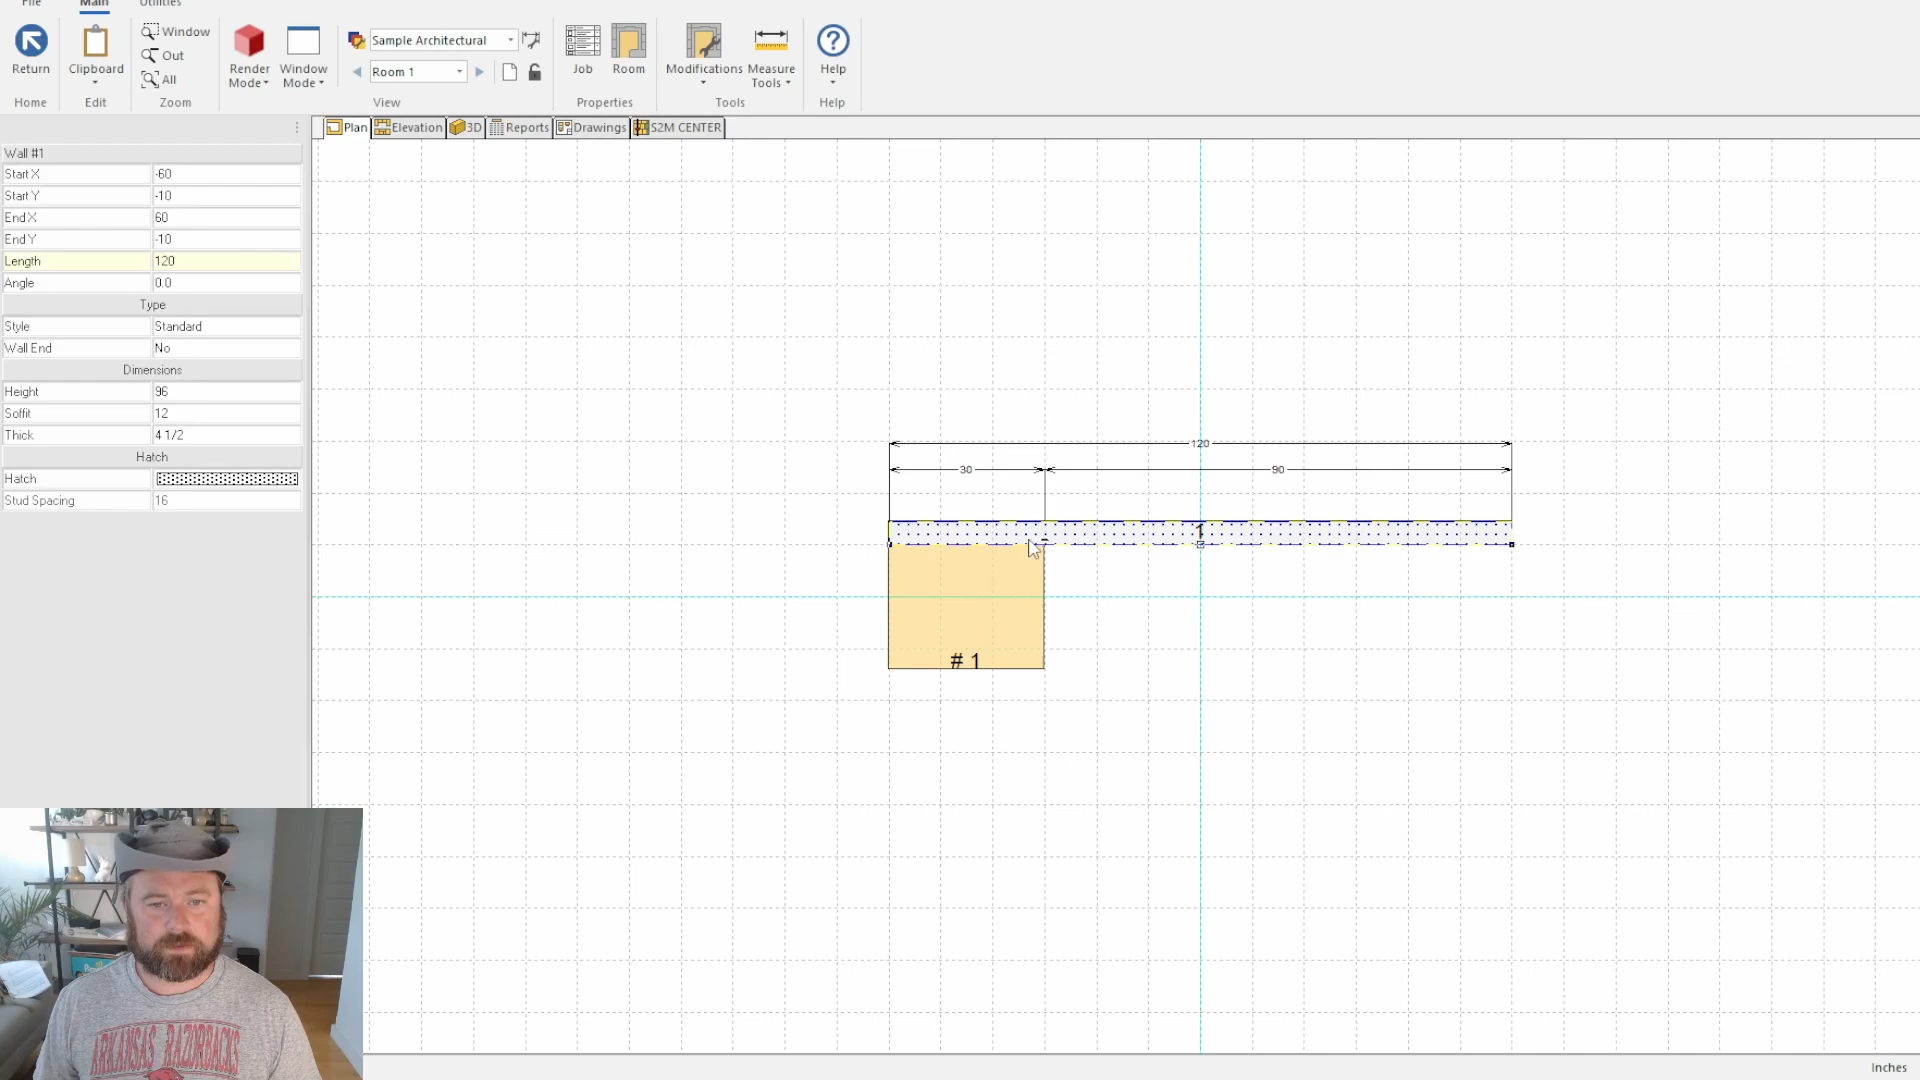 File
Main
Utilities
Return
Clipboard
Window
Out
All
Render
Mode
Window
Mode
Sample Architectural
Room 1
Job
Room
Modifications
Measure
Tools
Help
Home
Edit
Zoom
View
Properties
Tools
Help
Plan
Elevation
3D
Reports
Drawings
S2M CENTER
Wall #1
Start X -60
Start Y -10
End X 60
End Y -10
Length 120
Angle 0.0
Type
Style Standard
Wall End No
Dimensions
Height 96
Soffit 12
Thick 4 1/2
Hatch
Hatch
Stud Spacing 16
120
30
90
1
# 1
ARKANSAS RAZORBACKS
Inches